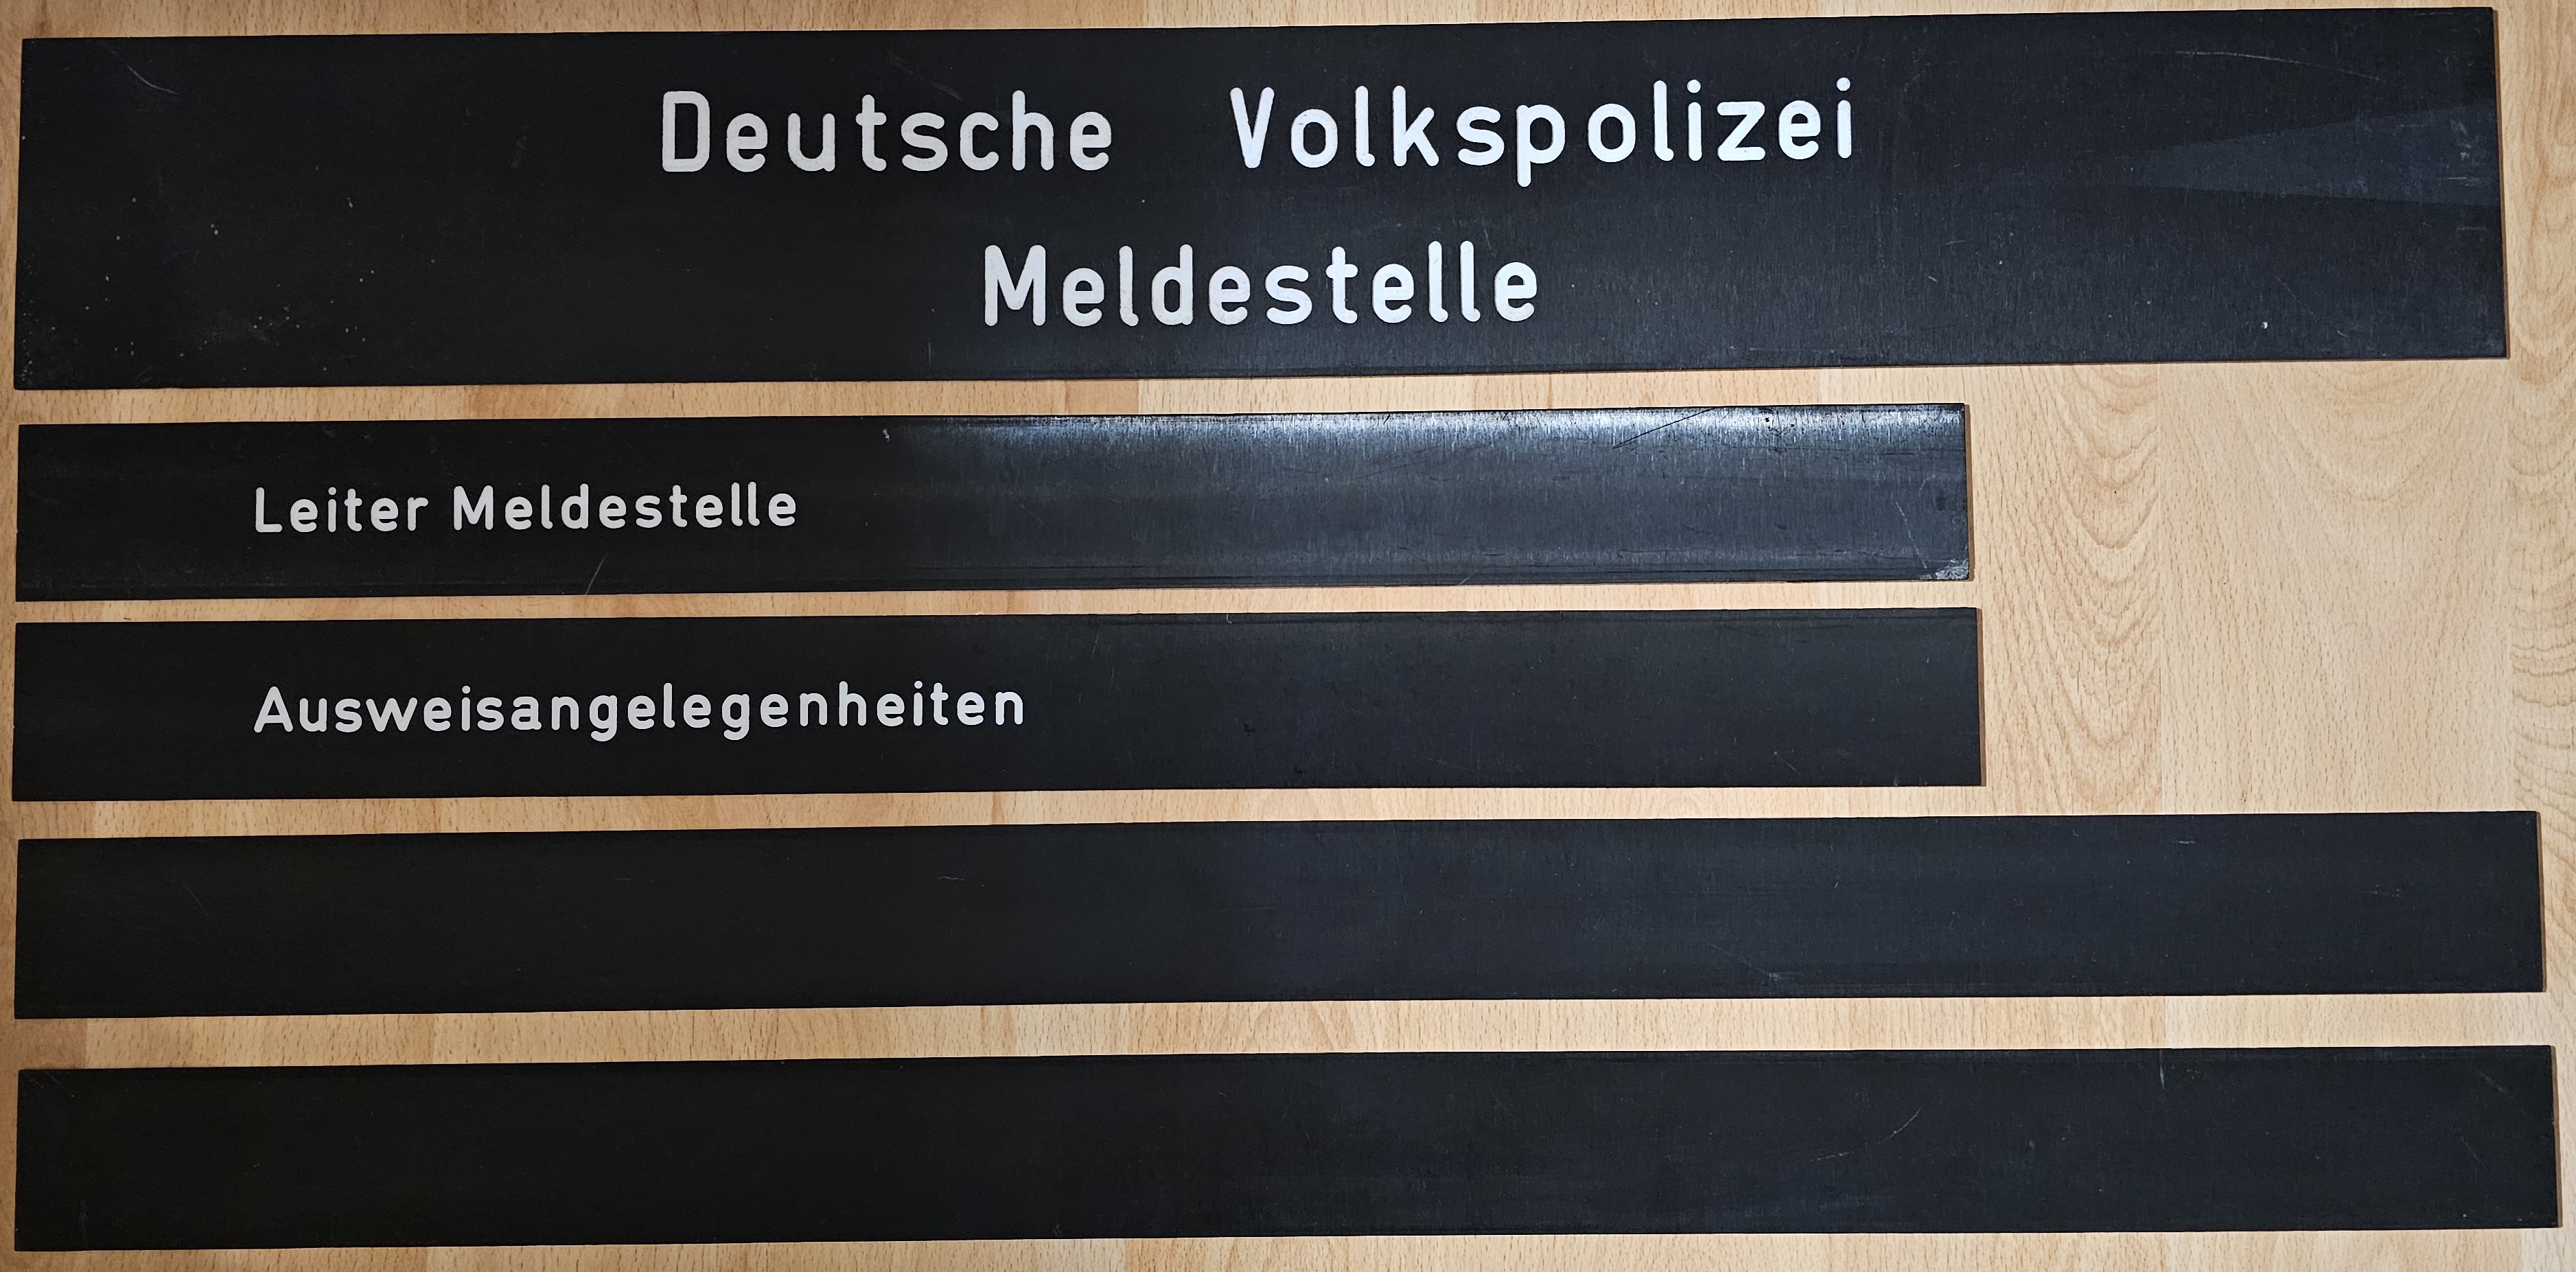 Deutsche Volkspolizei
Meldestelle
Leiter Meldestelle
Ausweisangelegenheiten